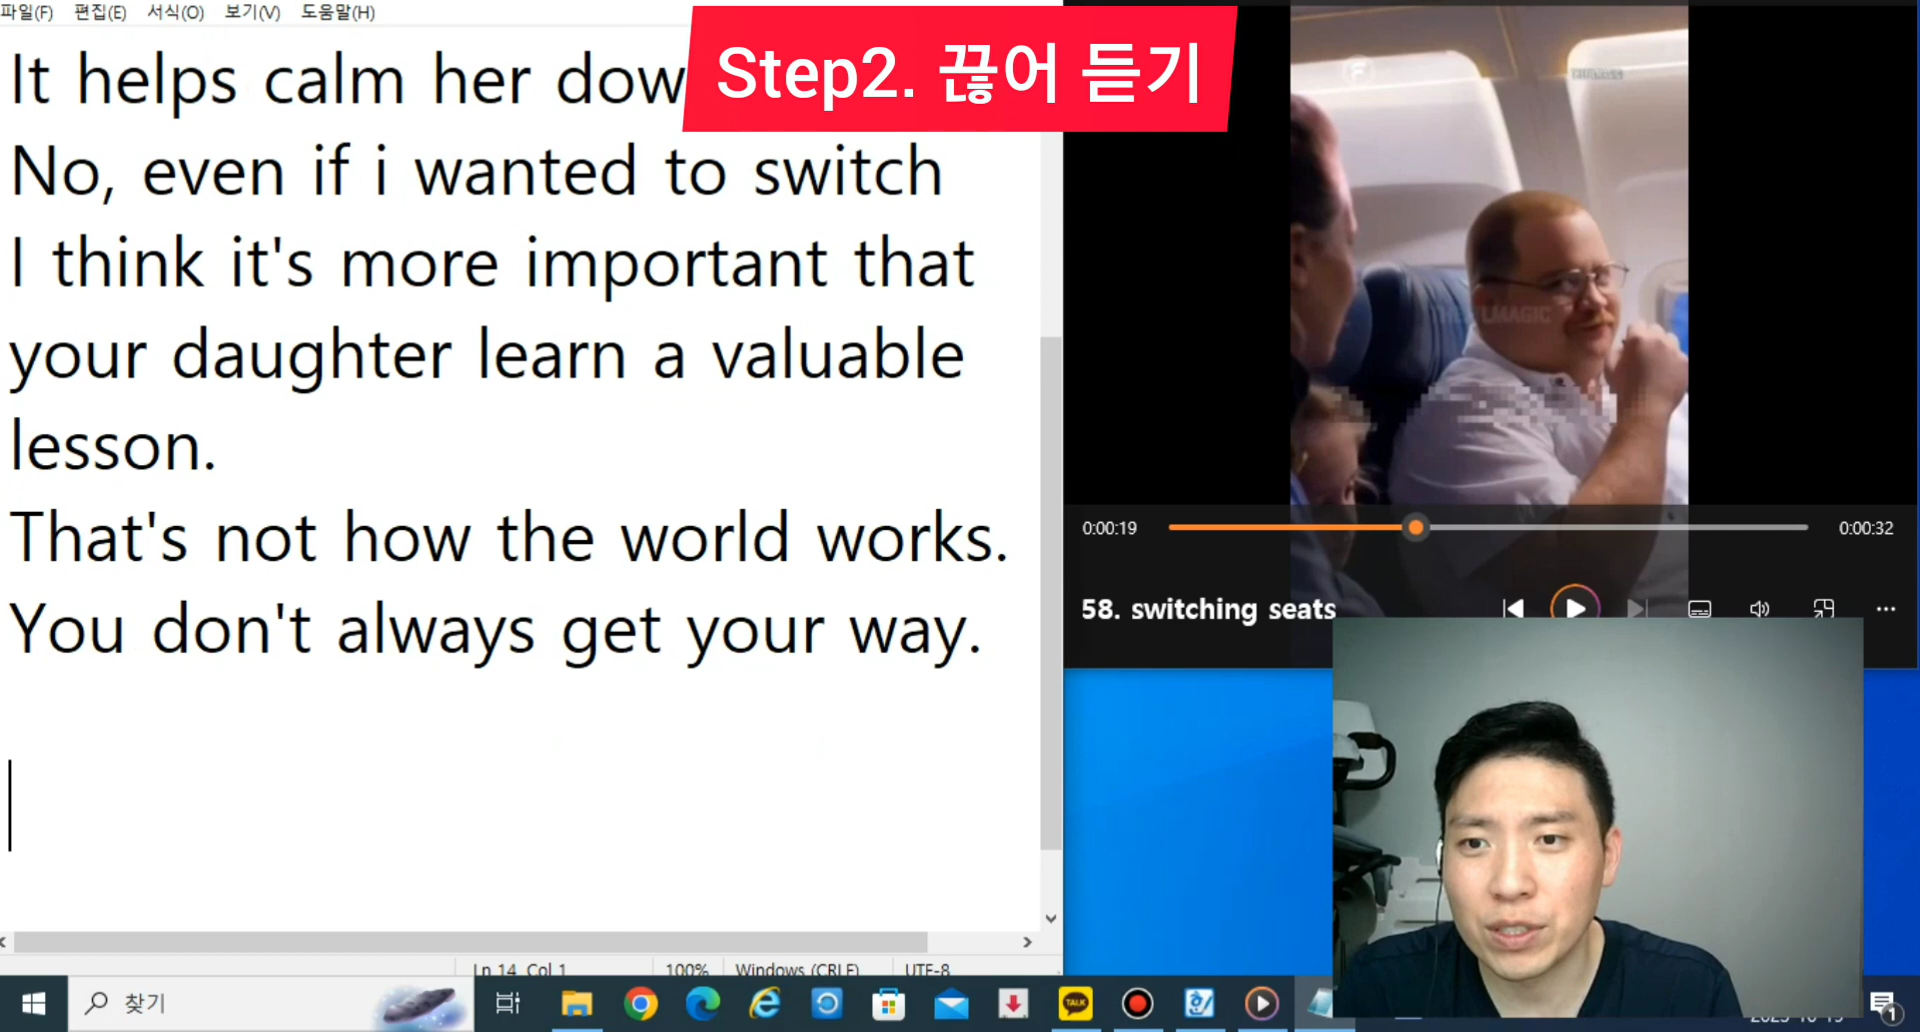 파일(F) 편집(E) 서식(O) 보기(V) 도움말(H)
Step2. 끊어 듣기
It helps calm her dow
No, even if i wanted to switch
I think it's more important that
your daughter learn a valuable
lesson.
That's not how the world works.
You don't always get your way.
0:00:19
0:00:32
58. switching seats
Ln 14, Col 1
100%
Windows (CRLF)
UTF-8
찾기
TALK
1